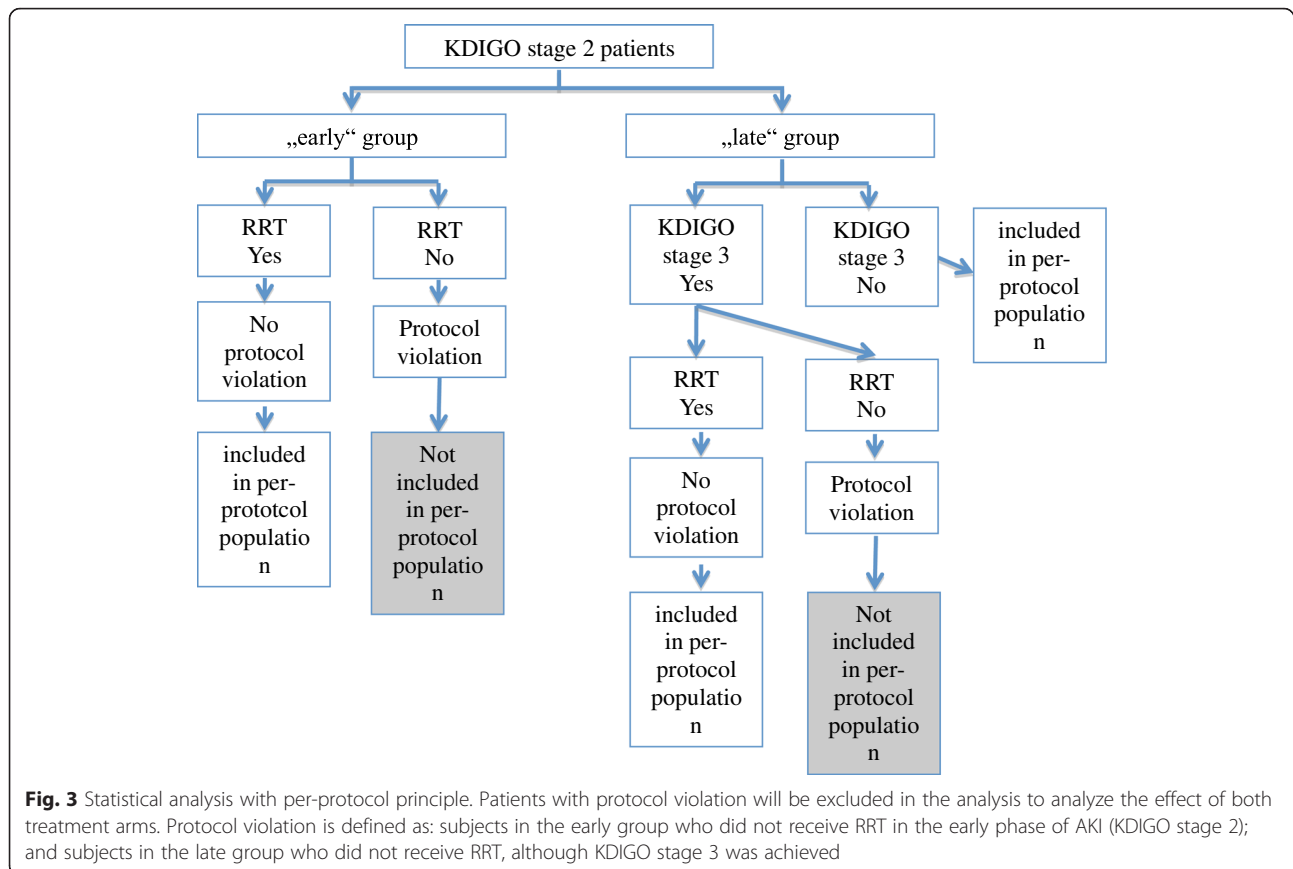 KDIGO stage 2 patients
„early“ group
„late“ group
RRT
Yes
RRT
No
KDIGO
stage 3
Yes
KDIGO
stage 3
No
included
in per-
protocol
populatio
n
No
protocol
violation
Protocol
violation
RRT
Yes
RRT
No
included
in per-
prototcol
populatio
n
Not
included
in per-
protocol
populatio
n
No
protocol
violation
Protocol
violation
included
in per-
protocol
populatio
n
Not
included
in per-
protocol
populatio
n
Fig. 3 Statistical analysis with per-protocol principle. Patients with protocol violation will be excluded in the analysis to analyze the effect of both
treatment arms. Protocol violation is defined as: subjects in the early group who did not receive RRT in the early phase of AKI (KDIGO stage 2);
and subjects in the late group who did not receive RRT, although KDIGO stage 3 was achieved